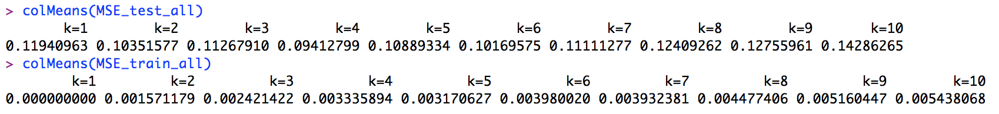 > colMeans(MSE_test_all)
k=1 k=2 k=3 k=4 k=5 k=6 k=7 k=8 k=9 k=10
0.11940963 0.10351577 0.11267910 0.09412799 0.10889334 0.10169575 0.11111277 0.12409262 0.12755961 0.14286265
> colMeans(MSE_train_all)
k=1 k=2 k=3 k=4 k=5 k=6 k=7 k=8 k=9 k=10
0.000000000 0.001571179 0.002421422 0.003335894 0.003170627 0.003980020 0.003932381 0.004477406 0.005160447 0.005438068